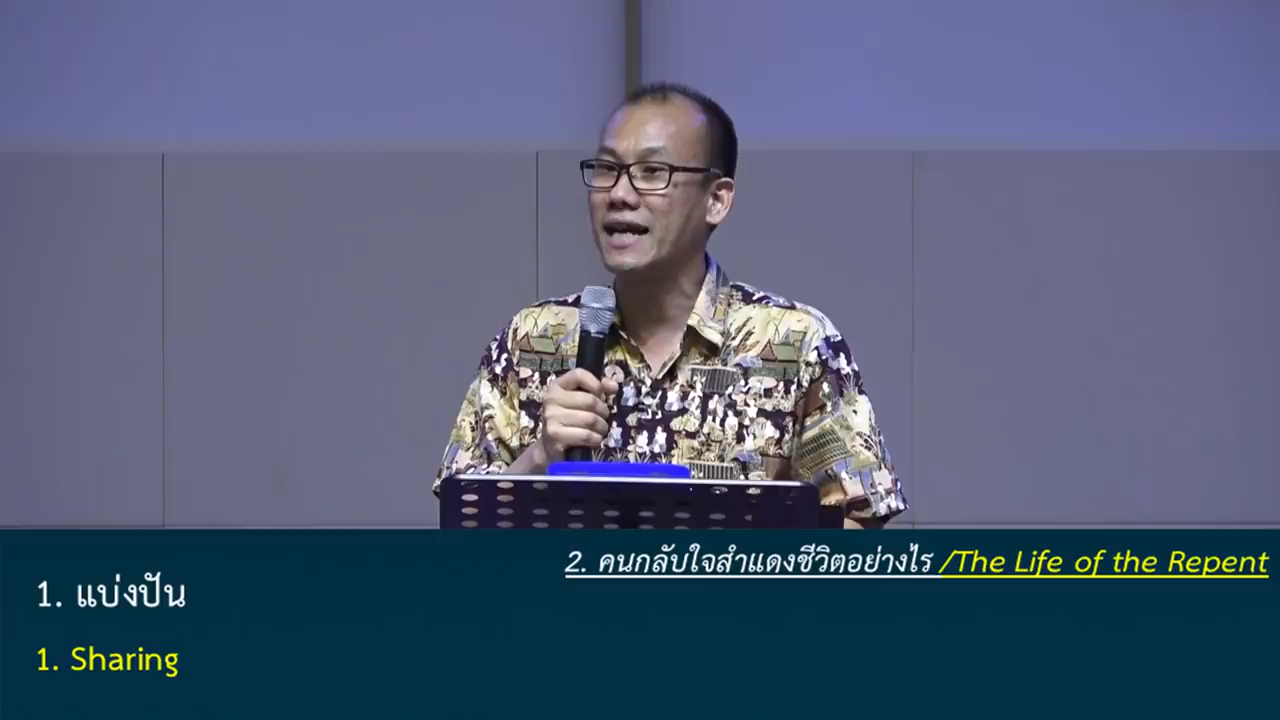 2. คนกลับใจสำแดงชีวิตอย่างไร /The Life of the Repent
1. แบ่งปัน
1. Sharing